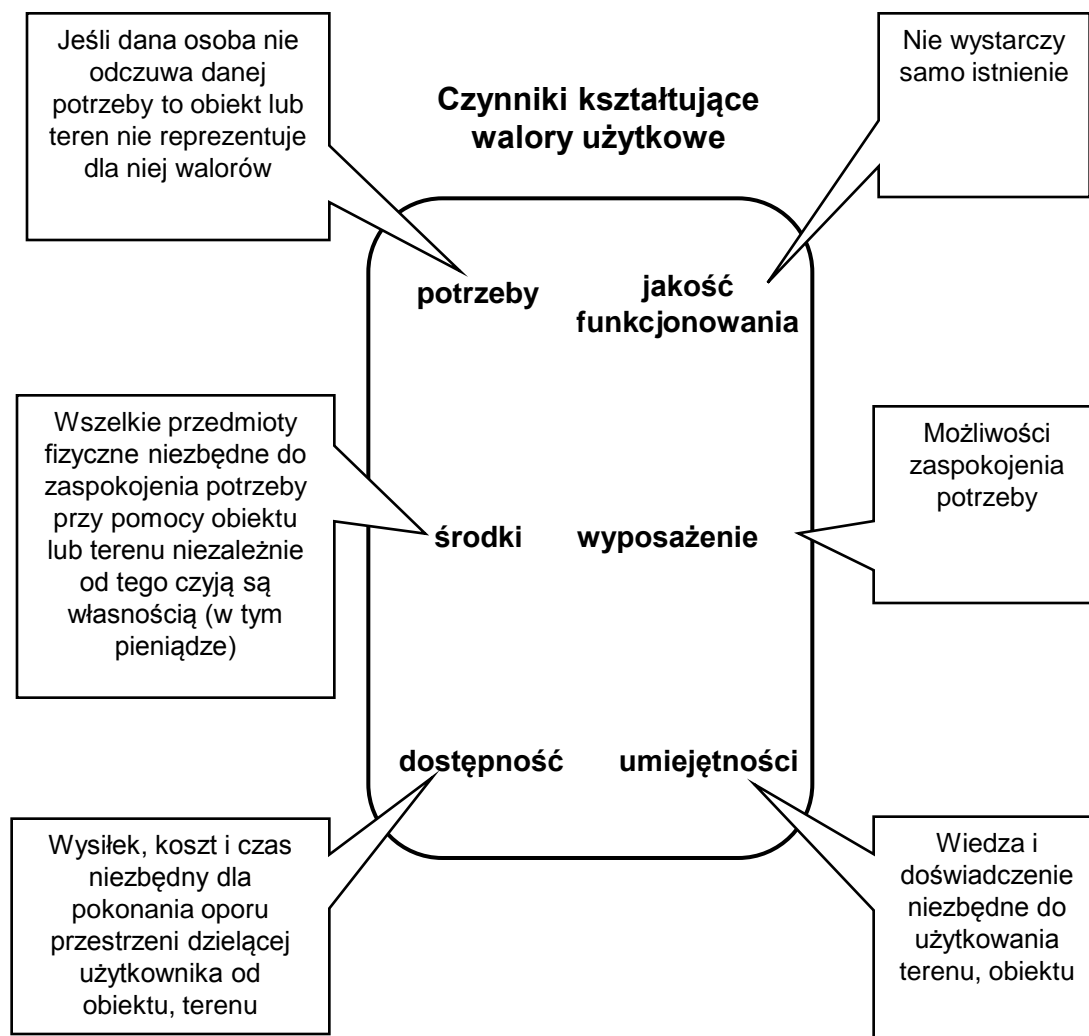 Jeśli dana osoba nie
odczuwa danej
potrzeby to obiekt lub
teren nie reprezentuje
dla niej walorów
Czynniki kształtujące
walory użytkowe
Nie wystarczy
samo istnienie
potrzeby
jakość
funkcjonowania
Wszelkie przedmioty
fizyczne niezbędne do
zaspokojenia potrzeby
przy pomocy obiektu
lub terenu niezależnie
od tego czyją są
własnością (w tym
pieniądze)
środki
wyposażenie
Możliwości
zaspokojenia
potrzeby
dostępność
umiejętności
Wysiłek, koszt i czas
niezbędny dla
pokonania oporu
przestrzeni dzielącej
użytkownika od
obiektu, terenu
Wiedza i
doświadczenie
niezbędne do
użytkowania
terenu, obiektu